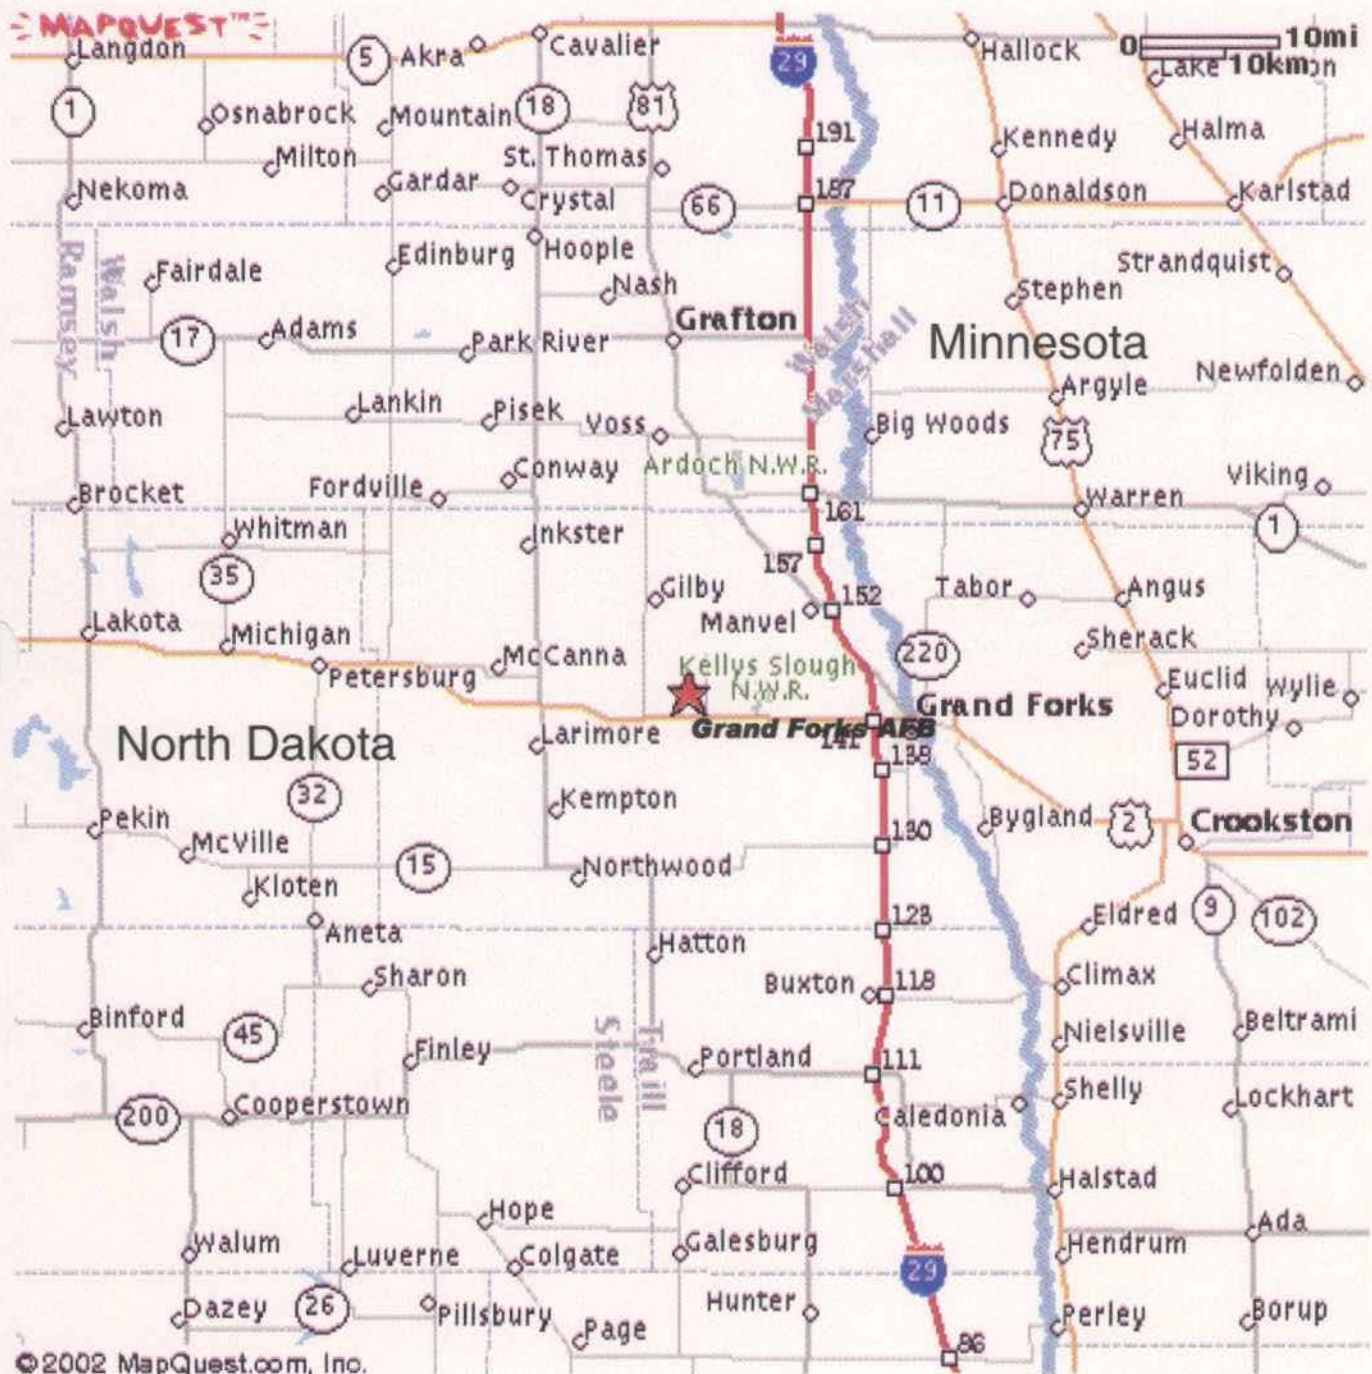 MAPQUEST™
Langdon
5
Akra
Cavalier
29
Hallock
0 10mi
10km
Lake
1
Osnabrock
Mountain
18
81
191
Kennedy
Halma
Milton
St. Thomas
Nekoma
Gardar
Crystal
66
187
11
Donaldson
Karlstad
Ramsey
Walsh
Fairdale
Edinburg
Hoople
Nash
Stephen
Strandquist
17
Adams
Park River
Grafton
Walsh
Marshall
Minnesota
Newfolden
Argyle
Lawton
Lankin
Pisek
Voss
Big Woods
75
Ardoch N.W.R.
Viking
Brocket
Fordville
Conway
161
Warren
1
Whitman
Inkster
157
35
Gilby
Manvel
152
Tabor
Angus
Lakota
Michigan
Sherack
Petersburg
McCanna
Kellys Slough
N.W.R.
220
Euclid
Wylie
Grand Forks
Dorothy
Grand Forks AFB
141
North Dakota
Larimore
138
52
32
Kempton
Pekin
McVille
Bygland
2
Crookston
130
15
Northwood
Kloten
Aneta
123
Eldred
9
102
Hatton
Sharon
Buxton
118
Climax
Binford
45
Steele
Traill
Nielsville
Beltrami
Finley
Portland
111
Shelly
Lockhart
200
Cooperstown
18
Caledonia
Clifford
100
Halstad
Hope
Ada
Walum
Luverne
Colgate
Galesburg
29
Hendrum
Dazey
26
Pillsbury
Page
Hunter
Perley
Borup
86
©2002 MapQuest.com, Inc.